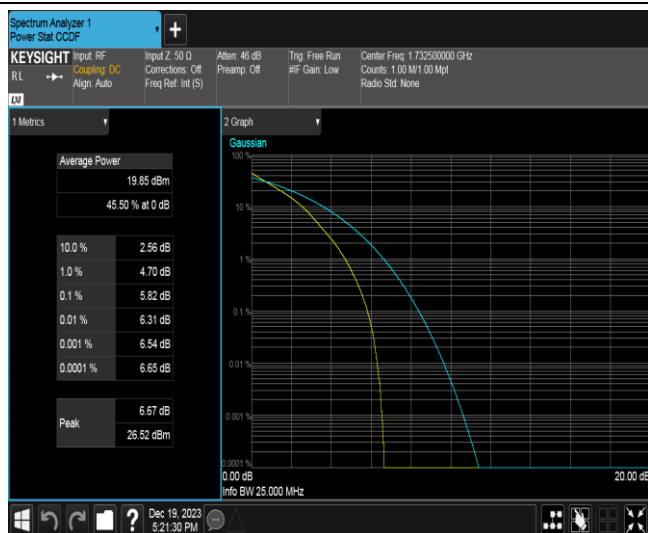 Spectrum Analyzer 1
Power Stat CCDF
+
KEYSIGHT
RL
LXI
Input: RF
Coupling: DC
Align: Auto
Input Z: 50 Ω
Corrections: Off
Freq Ref: Int (S)
Atten: 46 dB
Preamp: Off
Trig: Free Run
#IF Gain: Low
Center Freq: 1.732500000 GHz
Counts: 1.00 M/1.00 Mpt
Radio Std: None
1 Metrics
Average Power
19.85 dBm
45.50 % at 0 dB
10.0 % 2.56 dB
1.0 % 4.70 dB
0.1 % 5.82 dB
0.01 % 6.31 dB
0.001 % 6.54 dB
0.0001 % 6.65 dB
Peak
6.67 dB
26.52 dBm
2 Graph
Gaussian
100 %
10 %
1 %
0.1 %
0.01 %
0.001 %
0.0001 %
0.00 dB
20.00 dB
Info BW 25.000 MHz
?
Dec 19, 2023
5:21:30 PM